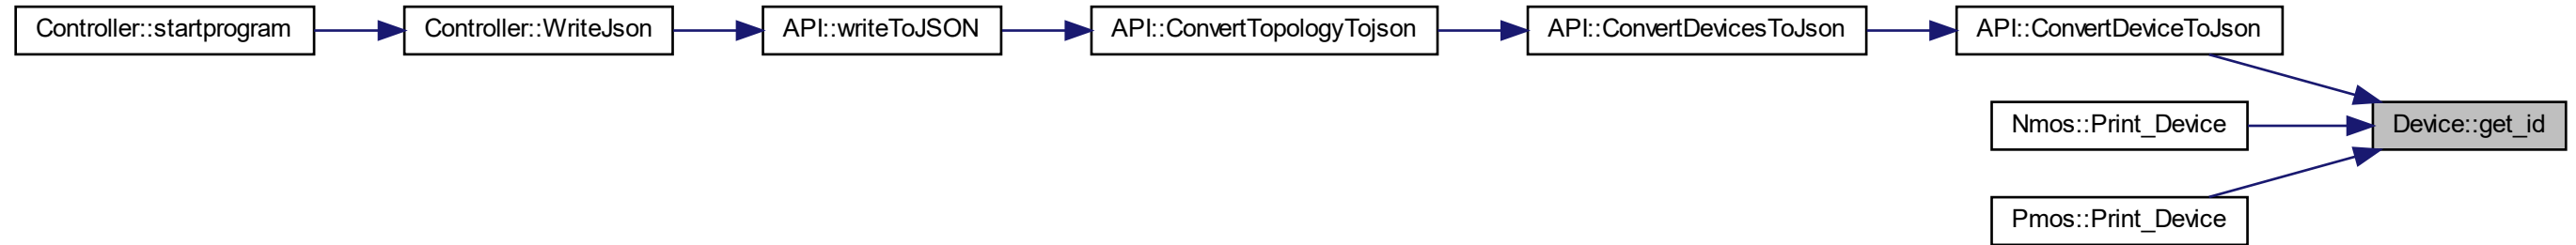 Controller::startprogram
Controller::WriteJson
API::writeToJSON
API::ConvertTopologyTojson
API::ConvertDevicesToJson
API::ConvertDeviceToJson
Nmos::Print_Device
Device::get_id
Pmos::Print_Device